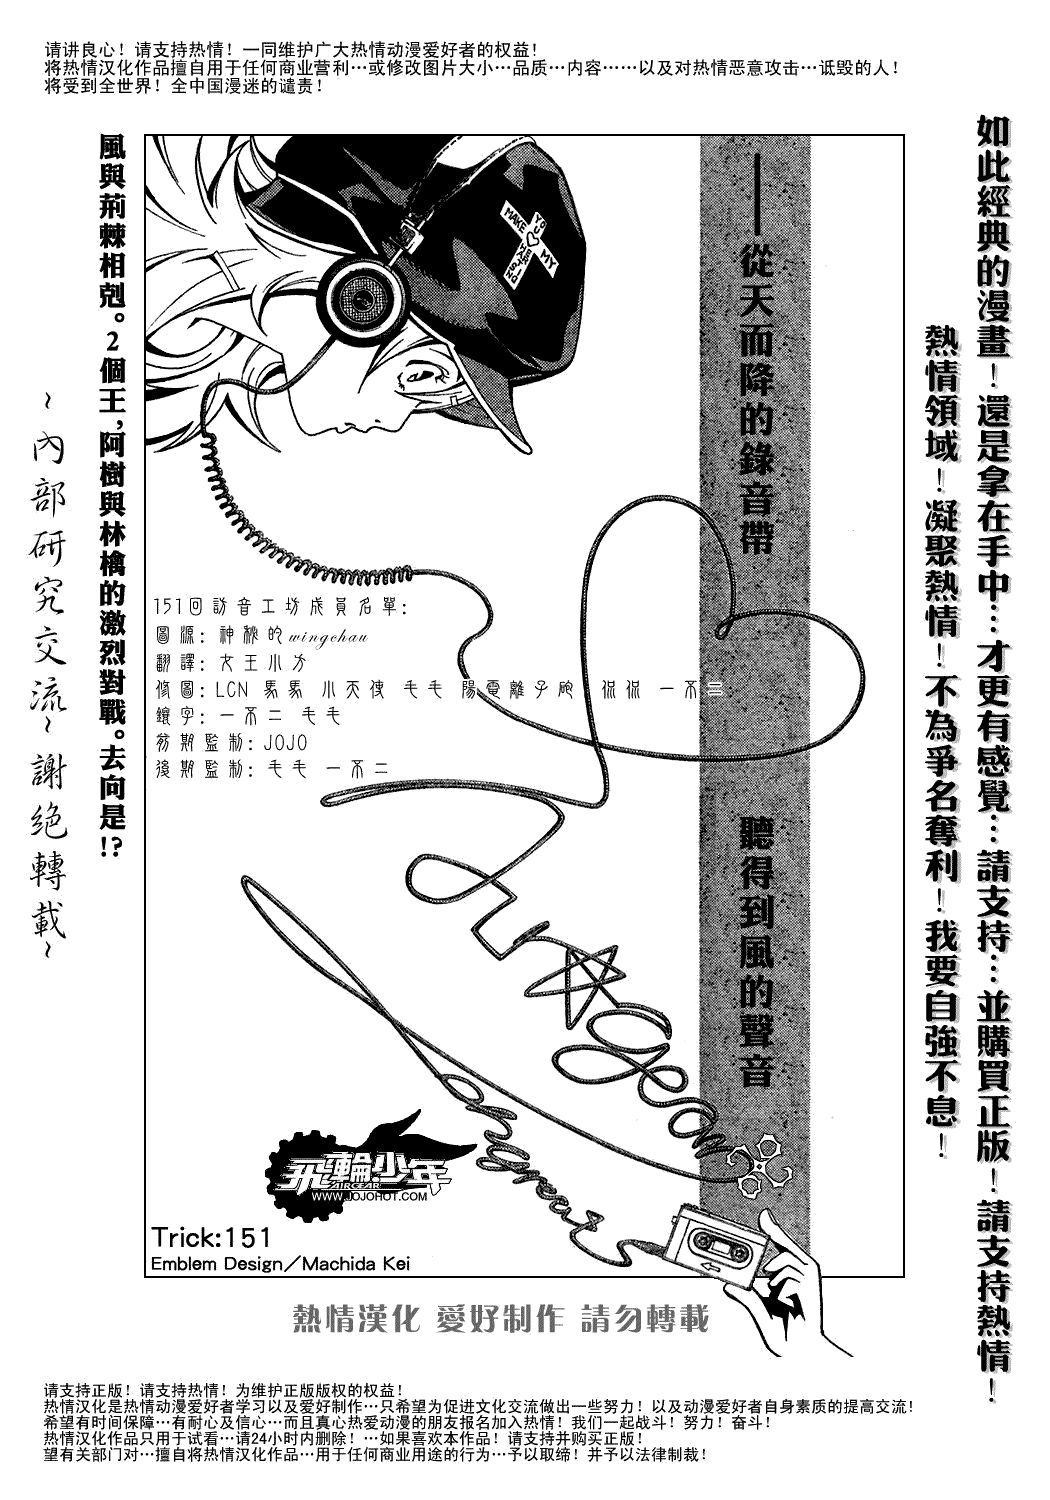 请讲良心！请支持热情！一同维护广大热情动漫爱好者的权益！
将热情汉化作品擅自用于任何商业营利…或修改图片大小…品质…内容……以及对热情恶意攻击…诋毁的人！
将受到全世界！全中国漫迷的谴责！
如此經典的漫畫！還是拿在手中…才更有感覺…請支持…並購買正版！請支持熱情！
熱情領域！凝聚熱情！不為爭名奪利！我要自強不息！
——從天而降的錄音帶
聽得到風的聲音
YOU
MAKE ♡ MY
風與荊棘相剋。2個王，阿樹與林檎的激烈對戰。去向是!?
~內部研究交流~謝絕轉載~
151回訪音工坊成員名單：
圖源：神秘的wingchau
翻譯：女王小方
修圖：LCN 馬馬 小天使 毛毛 陽電離子砲 侃侃 一不二
鑲字：一不二 毛毛
前期監制：JOJO
後期監制：毛毛 一不二
飛輪少年
AIRGEAR
WWW.JOJOHOT.COM
Trick:151
Emblem Design／Machida Kei
熱情漢化 愛好制作 請勿轉載
请支持正版！请支持热情！为维护正版版权的权益！
热情汉化是热情动漫爱好者学习以及爱好制作…只希望为促进文化交流做出一些努力！以及动漫爱好者自身素质的提高交流！
希望有时间保障…有耐心及信心…而且真心热爱动漫的朋友报名加入热情！我们一起战斗！努力！奋斗！
热情汉化作品只用于试看…请24小时内删除！…如果喜欢本作品！请支持并购买正版！
望有关部门对…擅自将热情汉化作品…用于任何商业用途的行为…予以取缔！并予以法律制裁！